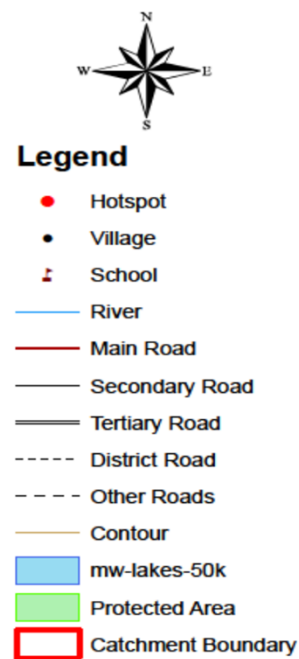 N
W E
S
Legend
Hotspot
Village
School
River
Main Road
Secondary Road
Tertiary Road
District Road
Other Roads
Contour
mw-lakes-50k
Protected Area
Catchment Boundary